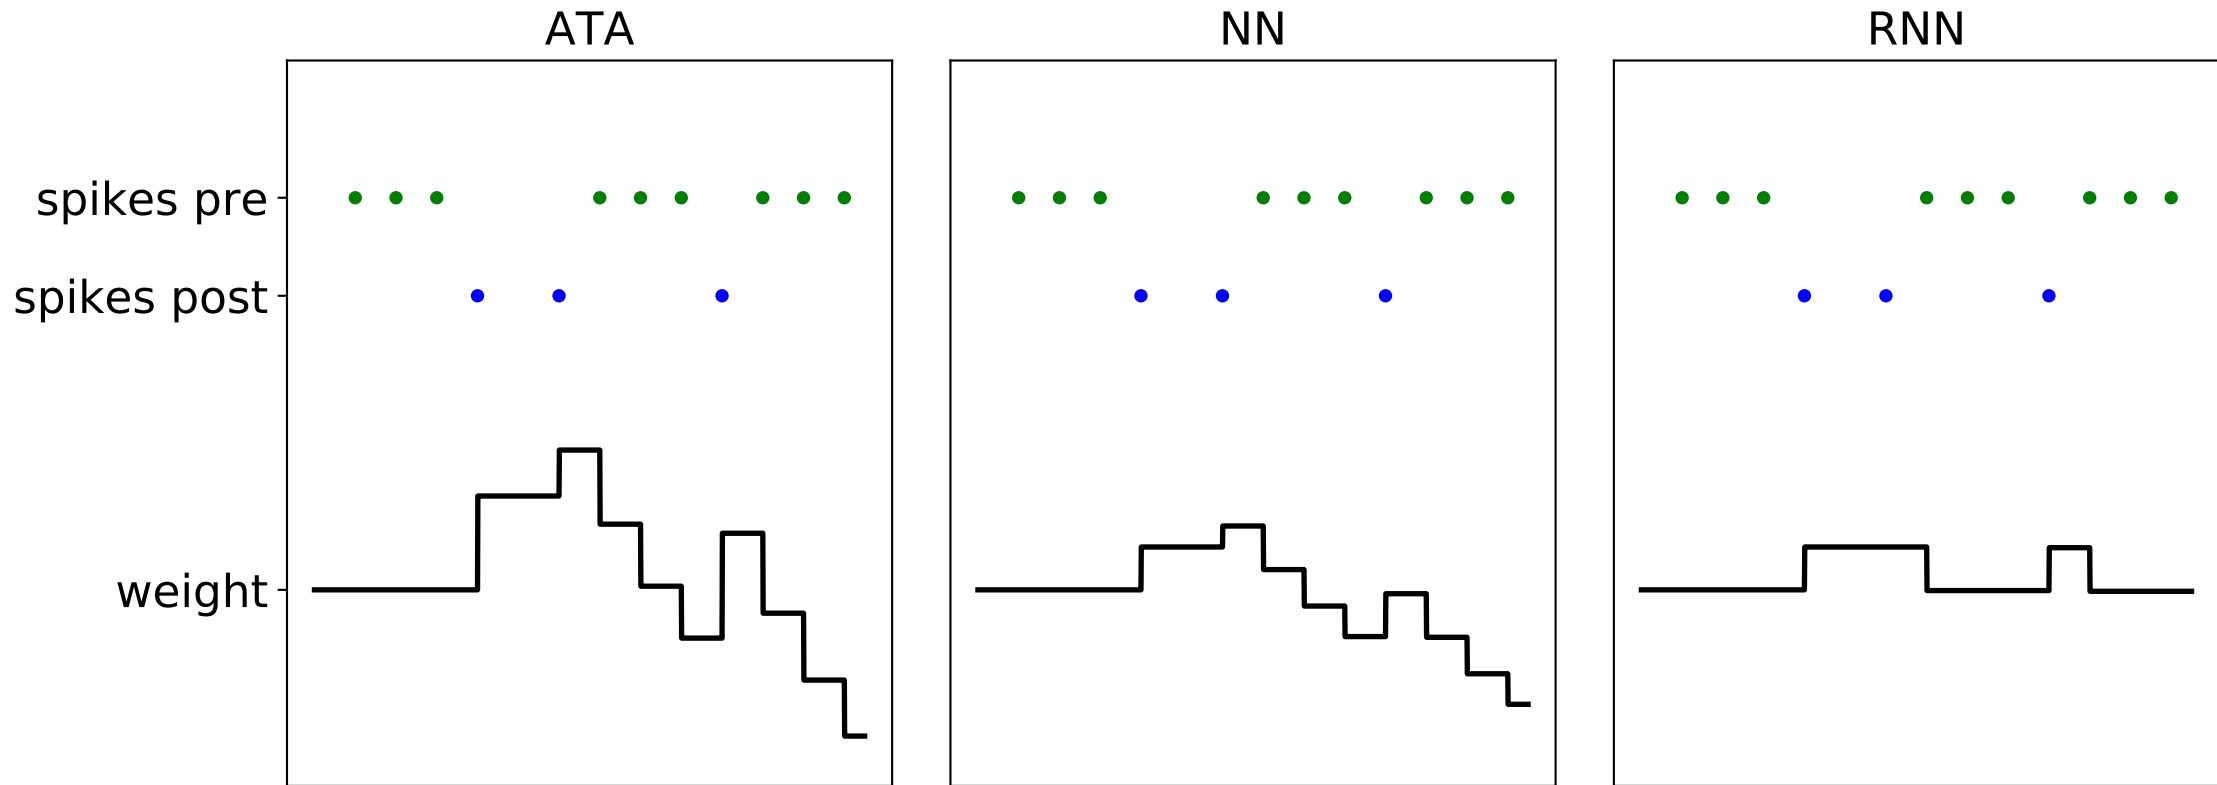 ATA
NN
RNN
spikes pre
spikes post
weight